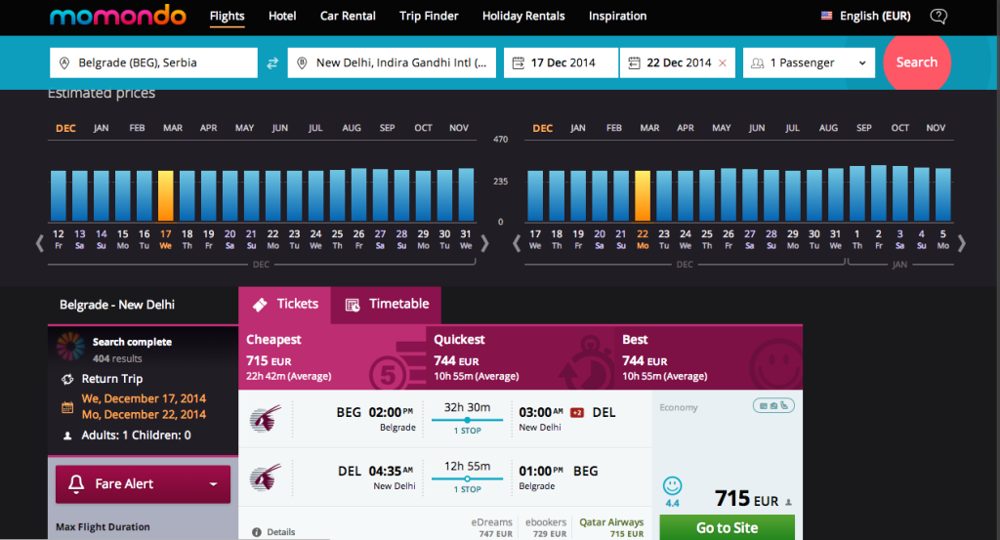 momondo
Flights Hotel Car Rental Trip Finder Holiday Rentals Inspiration English (EUR)
Belgrade (BEG), Serbia New Delhi, Indira Gandhi Intl (... 17 Dec 2014 22 Dec 2014 × 1 Passenger Search
Estimated prices
DEC JAN FEB MAR APR MAY JUN JUL AUG SEP OCT NOV
470
235
0
12 13 14 15 16 17 18 19 20 21 22 23 24 25 26 27 28 29 30 31
Fr Sa Su Mo Tu We Th Fr Sa Su Mo Tu We Th Fr Sa Su Mo Tu We
DEC
DEC JAN FEB MAR APR MAY JUN JUL AUG SEP OCT NOV
17 18 19 20 21 22 23 24 25 26 27 28 29 30 31 1 2 3 4 5
We Th Fr Sa Su Mo Tu We Th Fr Sa Su Mo Tu We Th Fr Sa Su Mo
DEC JAN
Belgrade - New Delhi
Search complete
404 results
Return Trip
We, December 17, 2014
Mo, December 22, 2014
Adults: 1 Children: 0
Fare Alert
Max Flight Duration
Tickets Timetable
Cheapest
715 EUR
22h 42m (Average)
5
Quickest
744 EUR
10h 55m (Average)
Best
744 EUR
10h 55m (Average)
BEG 02:00PM 32h 30m 03:00AM +2 DEL
Belgrade 1 STOP New Delhi
DEL 04:35AM 12h 55m 01:00PM BEG
New Delhi 1 STOP Belgrade
Details
eDreams ebookers Qatar Airways
747 EUR 729 EUR 715 EUR
Economy
4.4
715 EUR
Go to Site